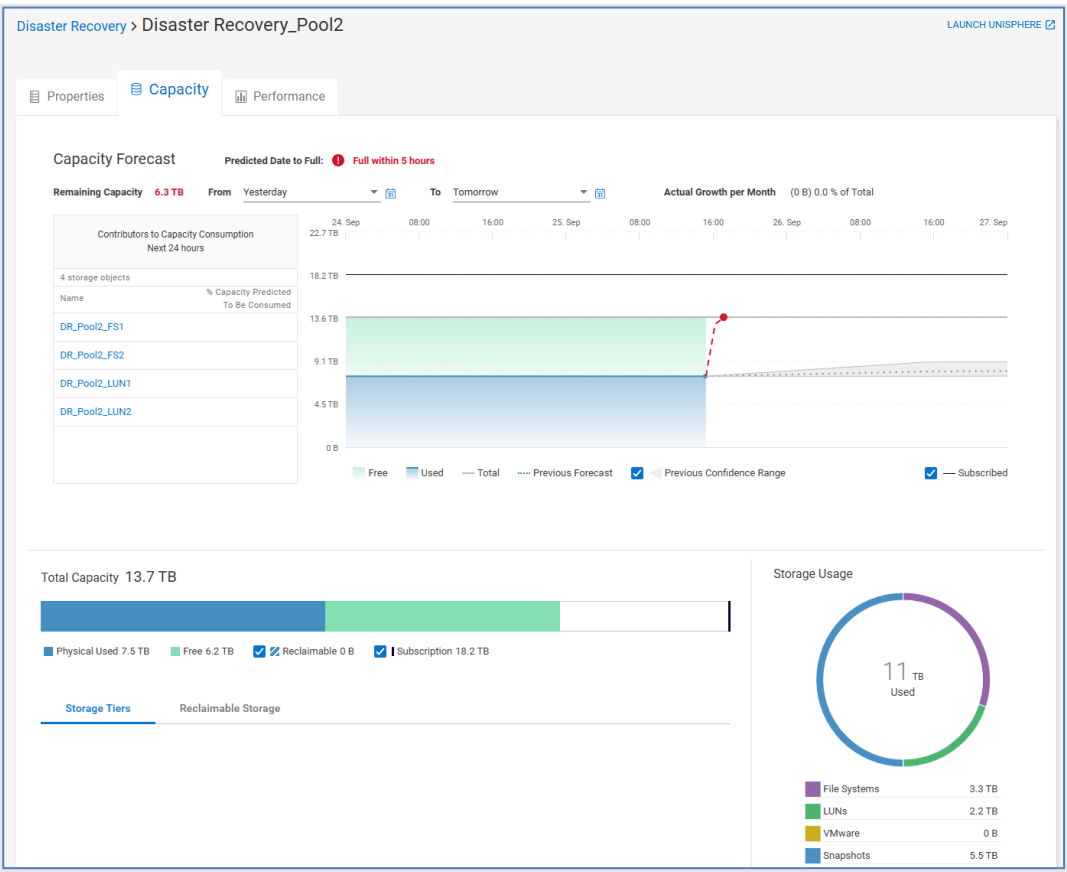 Disaster Recovery > Disaster Recovery_Pool2
LAUNCH UNISPHERE
Properties
Capacity
Performance
Capacity Forecast
Predicted Date to Full: ! Full within 5 hours
Remaining Capacity 6.3 TB
From Yesterday
To Tomorrow
Actual Growth per Month (0 B) 0.0 % of Total
Contributors to Capacity Consumption
Next 24 hours
4 storage objects
Name
% Capacity Predicted
To Be Consumed
DR_Pool2_FS1
DR_Pool2_FS2
DR_Pool2_LUN1
DR_Pool2_LUN2
24. Sep 08:00 16:00 25. Sep 08:00 16:00 26. Sep 08:00 16:00 27. Sep
22.7 TB
18.2 TB
13.6 TB
9.1 TB
4.5 TB
0 B
Free Used Total Previous Forecast Previous Confidence Range Subscribed
Total Capacity 13.7 TB
Physical Used 7.5 TB Free 6.2 TB Reclaimable 0 B Subscription 18.2 TB
Storage Tiers
Reclaimable Storage
Storage Usage
11 TB
Used
File Systems 3.3 TB
LUNs 2.2 TB
VMware 0 B
Snapshots 5.5 TB